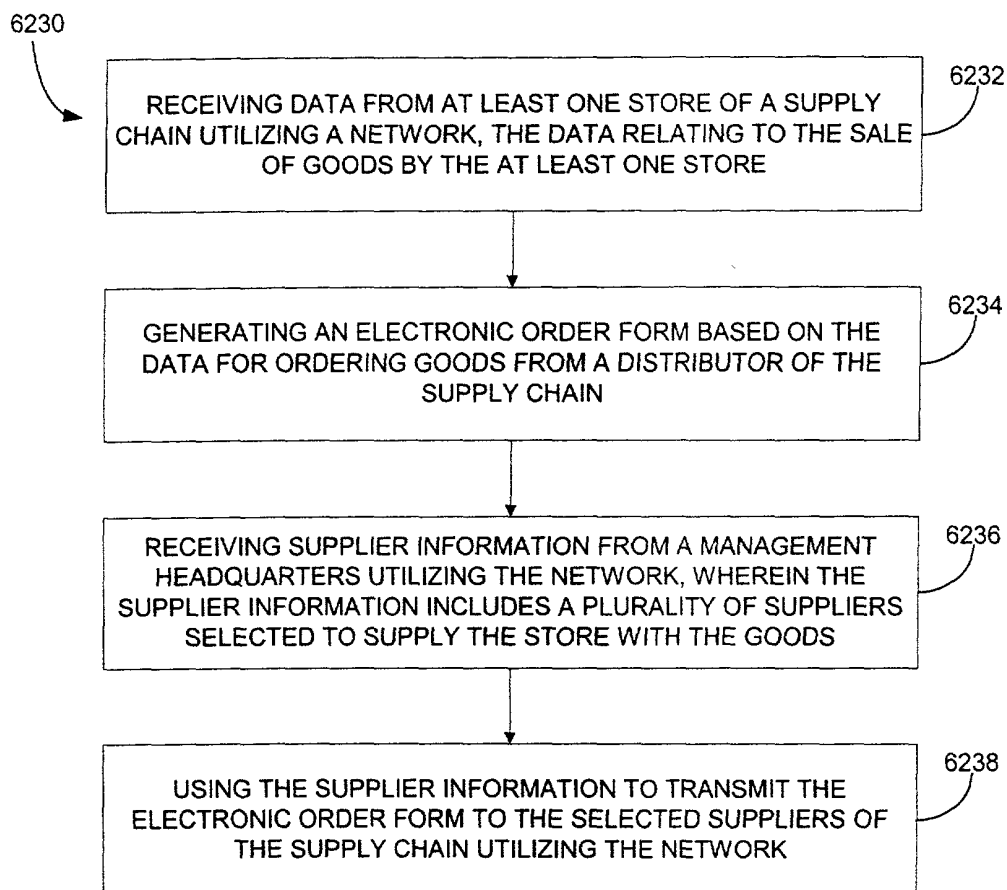 6230
6232
RECEIVING DATA FROM AT LEAST ONE STORE OF A SUPPLY
CHAIN UTILIZING A NETWORK, THE DATA RELATING TO THE SALE
OF GOODS BY THE AT LEAST ONE STORE
6234
GENERATING AN ELECTRONIC ORDER FORM BASED ON THE
DATA FOR ORDERING GOODS FROM A DISTRIBUTOR OF THE
SUPPLY CHAIN
6236
RECEIVING SUPPLIER INFORMATION FROM A MANAGEMENT
HEADQUARTERS UTILIZING THE NETWORK, WHEREIN THE
SUPPLIER INFORMATION INCLUDES A PLURALITY OF SUPPLIERS
SELECTED TO SUPPLY THE STORE WITH THE GOODS
6238
USING THE SUPPLIER INFORMATION TO TRANSMIT THE
ELECTRONIC ORDER FORM TO THE SELECTED SUPPLIERS OF
THE SUPPLY CHAIN UTILIZING THE NETWORK